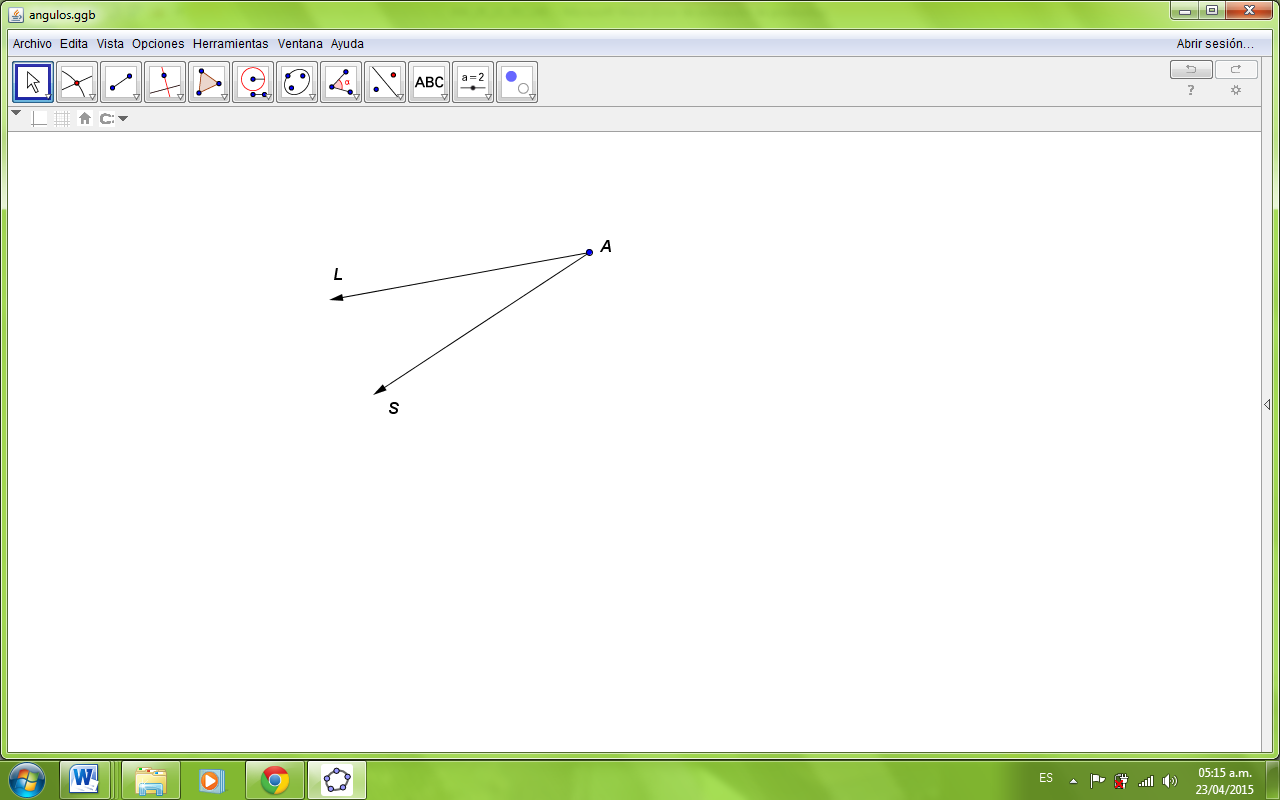 angulos.ggb
Archivo Edita Vista Opciones Herramientas Ventana Ayuda
Abrir sesión...
ABC
a = 2
α
?
A
L
S
ES
05:15 a.m.
23/04/2015